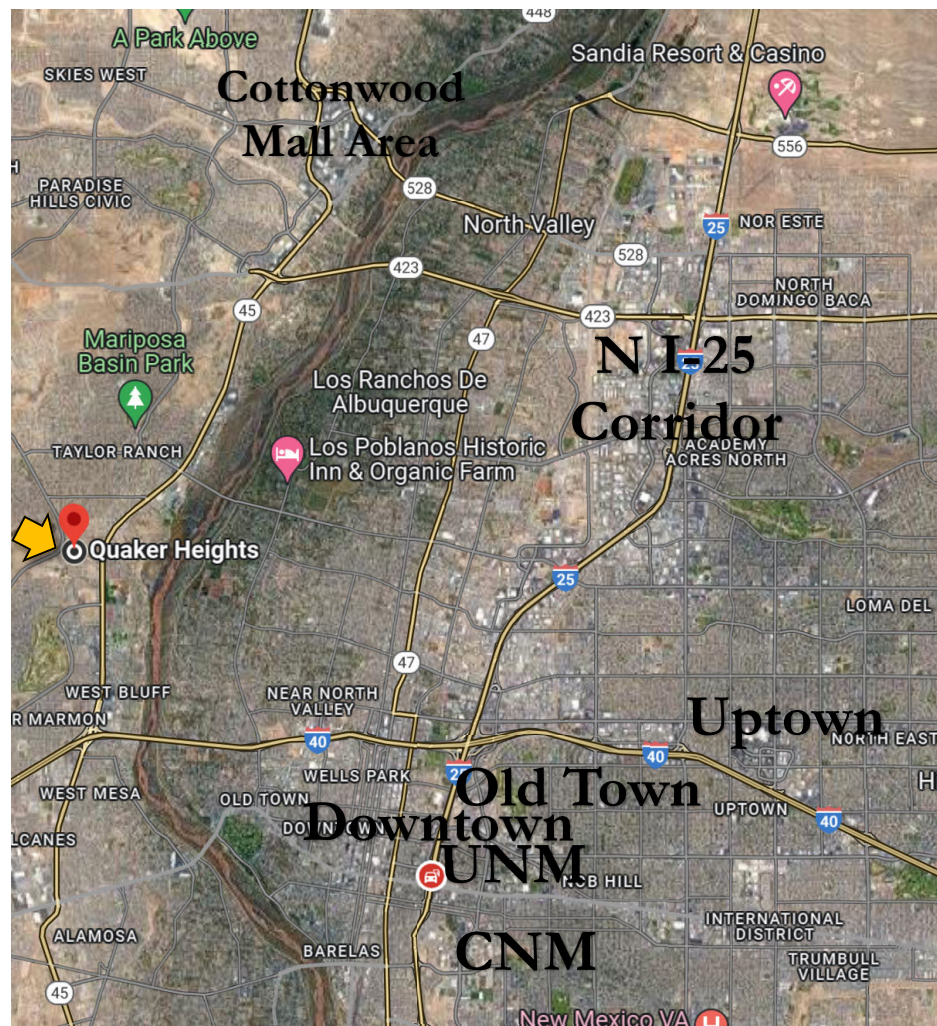 448
A Park Above
SKIES WEST
Sandia Resort & Casino
Cottonwood
Mall Area
556
PARADISE
HILLS CIVIC
528
North Valley
25
NOR ESTE
528
423
NORTH
DOMINGO BACA
45
423
Mariposa
Basin Park
47
N I-25
Corridor
Los Ranchos De
Albuquerque
ACADEMY
ACRES NORTH
TAYLOR RANCH
Los Poblanos Historic
Inn & Organic Farm
Quaker Heights
25
LOMA DEL
47
WEST BLUFF
NEAR NORTH
VALLEY
R MARMON
Uptown
NORTH EAST
40
40
WELLS PARK
Old Town
WEST MESA
OLD TOWN
UPTOWN
H
40
DOWNTOWN
Downtown
LCANES
UNM
NOB HILL
INTERNATIONAL
DISTRICT
ALAMOSA
BARELAS
CNM
TRUMBULL
VILLAGE
45
New Mexico VA
H